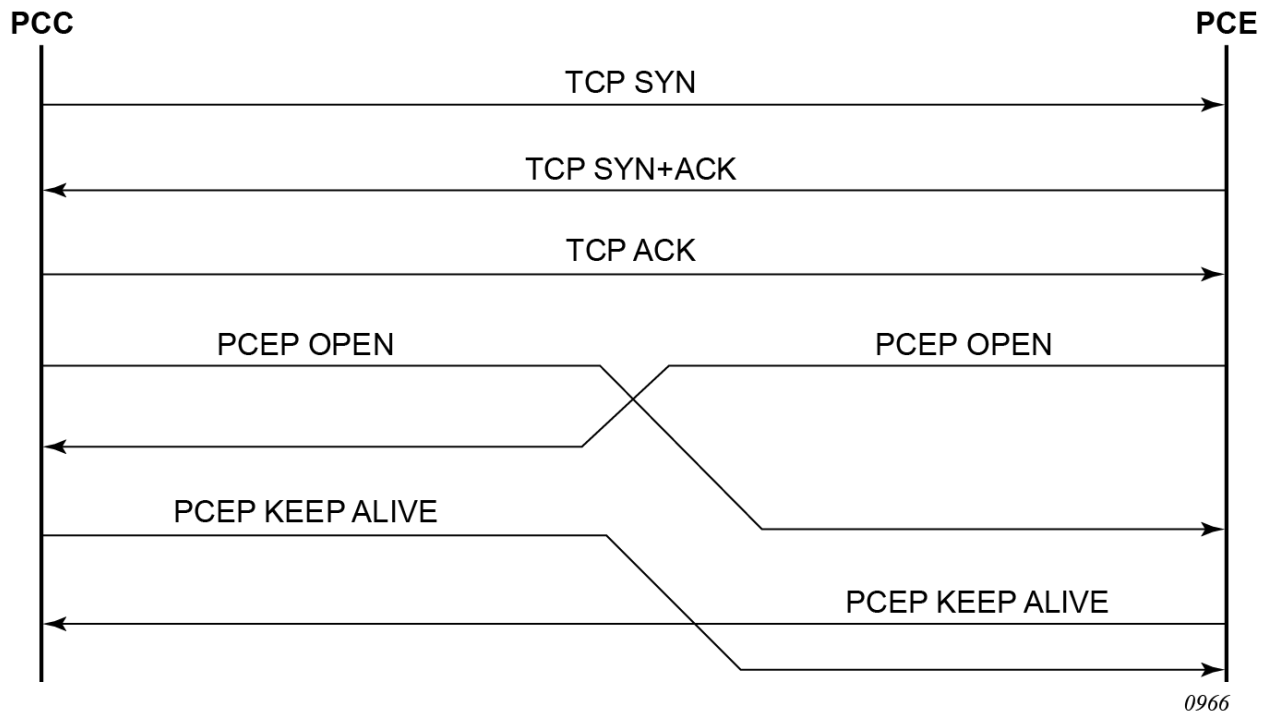 PCC
PCE
TCP SYN
TCP SYN+ACK
TCP ACK
PCEP OPEN
PCEP OPEN
PCEP KEEP ALIVE
PCEP KEEP ALIVE
0966